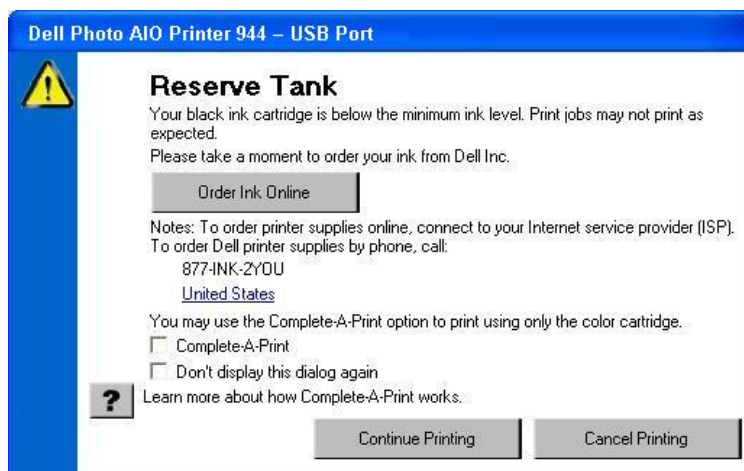 Dell Photo AIO Printer 944 – USB Port
Reserve Tank
Your black ink cartridge is below the minimum ink level. Print jobs may not print as
expected.
Please take a moment to order your ink from Dell Inc.
Order Ink Online
Notes: To order printer supplies online, connect to your Internet service provider (ISP).
To order Dell printer supplies by phone, call:
877-INK-2YOU
United States
You may use the Complete-A-Print option to print using only the color cartridge.
Complete-A-Print
Don't display this dialog again
? Learn more about how Complete-A-Print works.
Continue Printing Cancel Printing